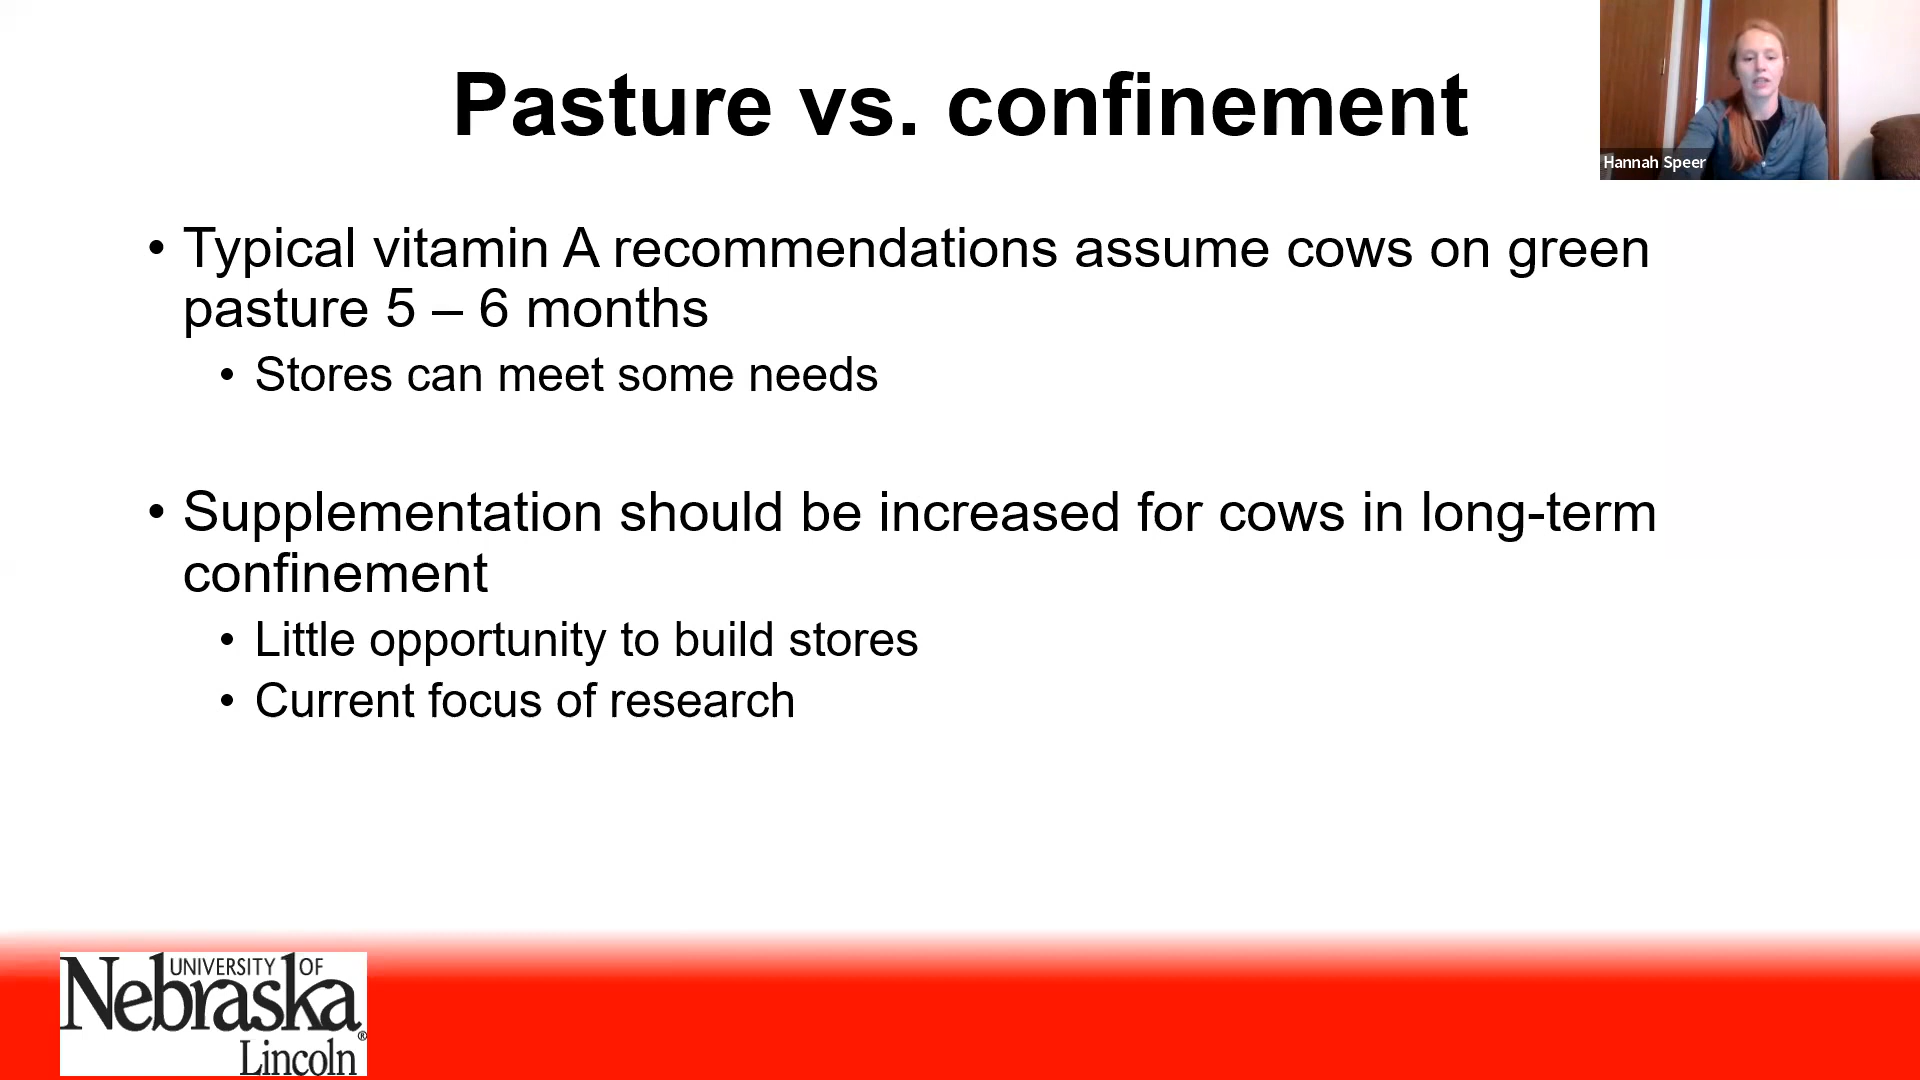 Pasture vs. confinement
Hannah Speer
• Typical vitamin A recommendations assume cows on green
pasture 5 – 6 months
• Stores can meet some needs
• Supplementation should be increased for cows in long-term
confinement
• Little opportunity to build stores
• Current focus of research
UNIVERSITY OF
Nebraska®
Lincoln